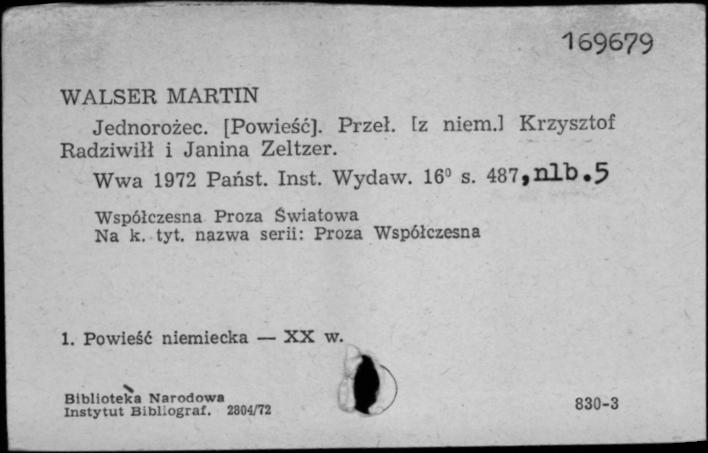 169679
WALSER MARTIN
Jednorożec. [Powieść]. Przeł. [z niem.] Krzysztof
Radziwiłł i Janina Zeltzer.
Wwa 1972 Państ. Inst. Wydaw. 16⁰ s. 487, nlb. 5
Współczesna Proza Światowa
Na k. tyt. nazwa serii: Proza Współczesna
1. Powieść niemiecka — XX w.
Biblioteka Narodowa
Instytut Bibliograf. 2804/72
830-3